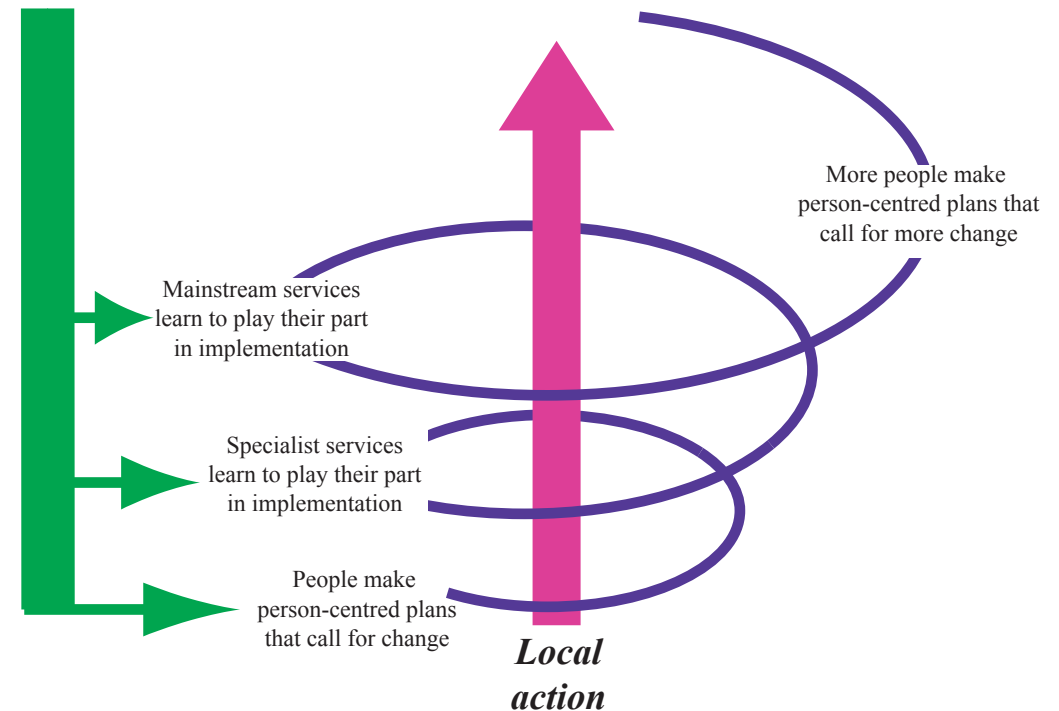 More people make
person-centred plans that
call for more change
Mainstream services
learn to play their part
in implementation
Specialist services
learn to play their part
in implementation
People make
person-centred plans
that call for change
Local
action